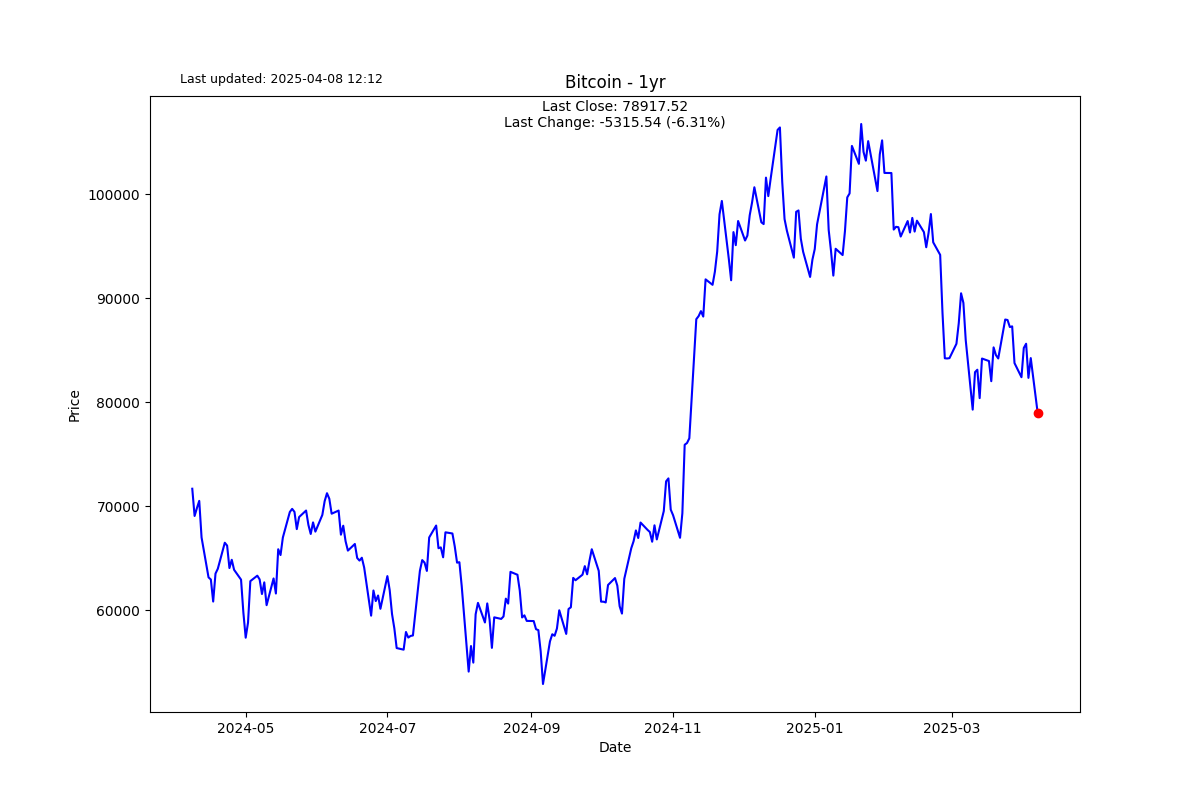 Last updated: 2025-04-08 12:12
Bitcoin - 1yr
Last Close: 78917.52
Last Change: -5315.54 (-6.31%)
100000
90000
80000
70000
60000
Price
2024-05
2024-07
2024-09
2024-11
2025-01
2025-03
Date